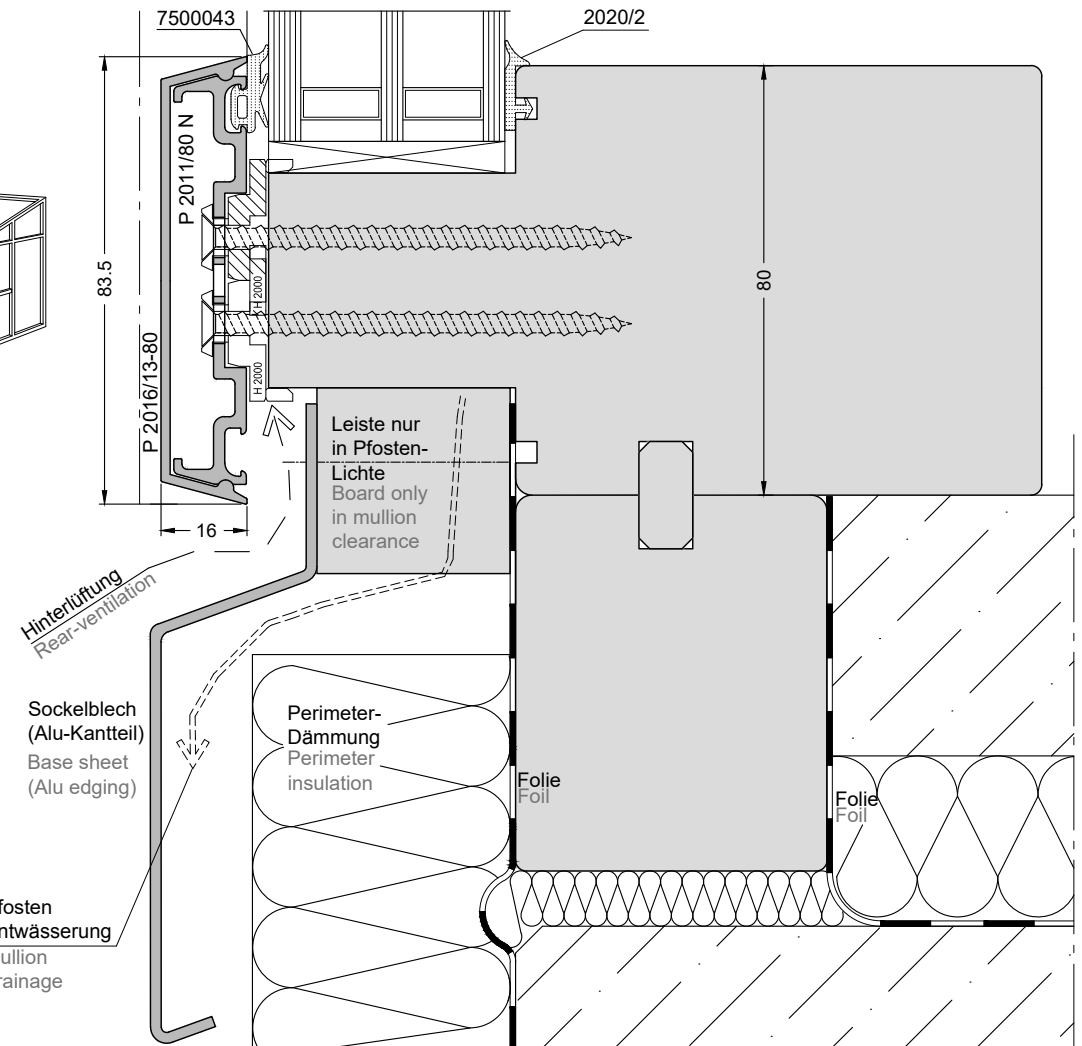 7500043
2020/2
P 2011/80 N
83.5
80
H 2000
H 2000
P 2016/13-80
16
Leiste nur
in Pfosten-
Lichte
Board only
in mullion
clearance
Hinterlüftung
Rear-ventilation
Sockelblech
(Alu-Kantteil)
Base sheet
(Alu edging)
Perimeter-
Dämmung
Perimeter
insulation
Folie
Foil
Folie
Foil
fosten
ntwässerung
ullion
rainage